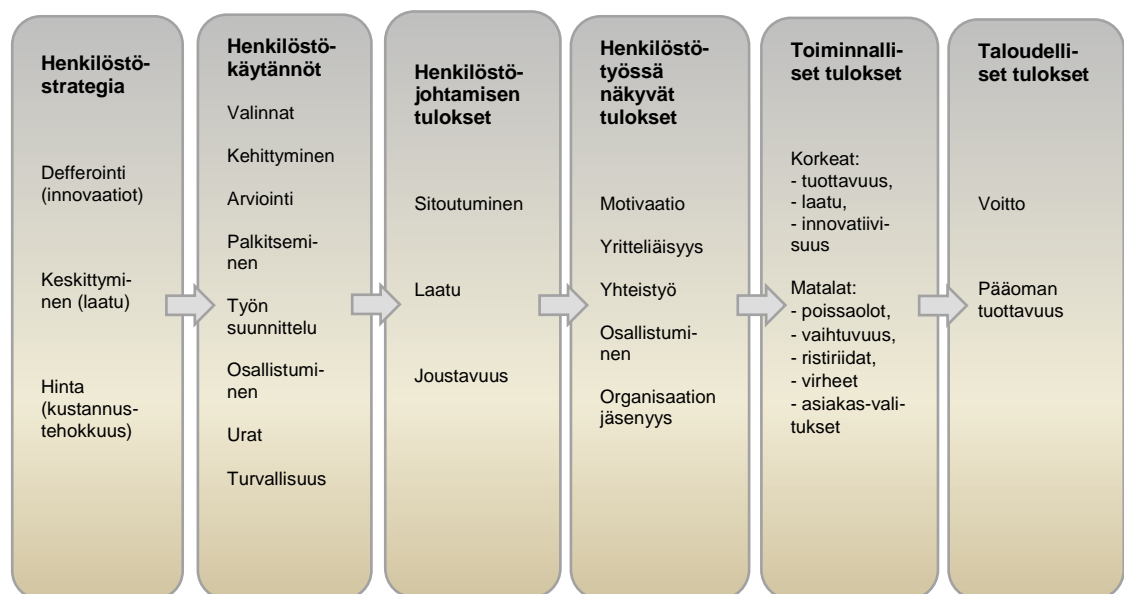 Henkilöstö-
strategia
Defferointi
(innovaatiot)
Keskittymi-
nen (laatu)
Hinta
(kustannus-
tehokkuus)
Henkilöstö-
käytännöt
Valinnat
Kehittyminen
Arviointi
Palkitsemi-
nen
Työn
suunnittelu
Osallistumi-
nen
Urat
Turvallisuus
Henkilöstö-
johtamisen
tulokset
Sitoutuminen
Laatu
Joustavuus
Henkilöstö-
työssä
näkyvät
tulokset
Motivaatio
Yritteliäisyys
Yhteistyö
Osallistumi-
nen
Organisaation
jäsenyys
Toiminnalli-
set tulokset
Korkeat:
- tuottavuus,
- laatu,
- innovatiivi-
suus
Matalat:
- poissaolot,
- vaihtuvuus,
- ristiriidat,
- virheet
- asiakas-vali-
tukset
Taloudelli-
set tulokset
Voitto
Pääoman
tuottavuus